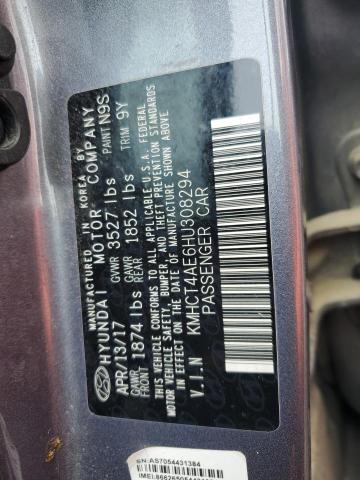 MANUFACTURED IN KOREA BY
HYUNDAI MOTOR COMPANY
APR/13/17 GVWR 3527 lbs PAINT N9S
GAWR FRONT 1874 lbs GAWR REAR 1852 lbs TRIM 9Y
THIS VEHICLE CONFORMS TO ALL APPLICABLE U.S.A. FEDERAL
MOTOR VEHICLE SAFETY, BUMPER, AND THEFT PREVENTION STANDARDS
IN EFFECT ON THE DATE OF MANUFACTURE SHOWN ABOVE.
V.I.N KMHCT4AE6HU308294
PASSENGER CAR
SN:AS7054431384